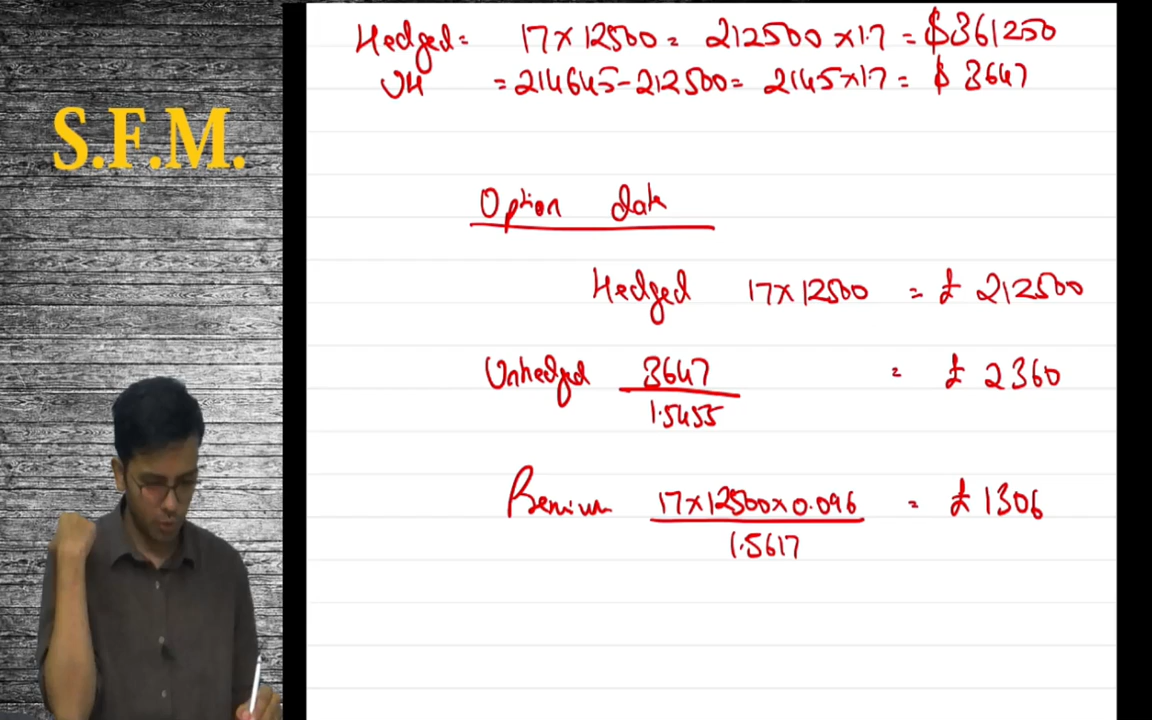 Hedged = 17 x 12500 = 212500 x 1.7 = $361250
UH = 214645 - 212500 = 2145 x 1.7 = $ 3647
S.F.M.
Option date
Hedged 17 x 12500 = £ 212500
Unhedged 3647 = £ 2360
1.5455
Premium 17 x 12500 x 0.096 = £ 1306
1.5617